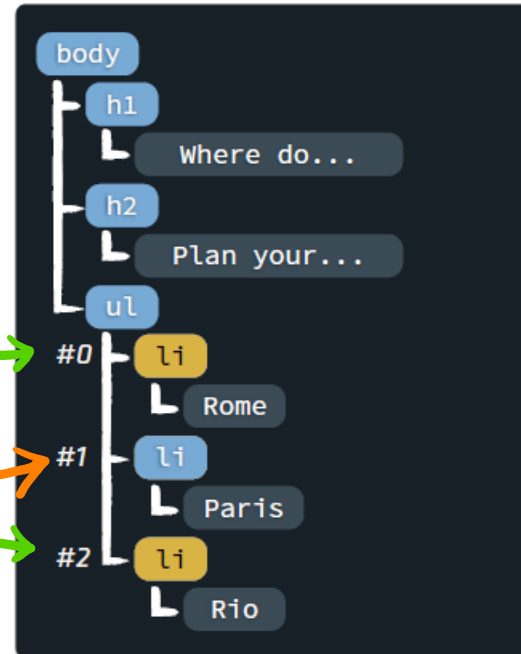 body
h1
Where do...
h2
Plan your...
ul
#0 li
Rome
#1 li
Paris
#2 li
Rio